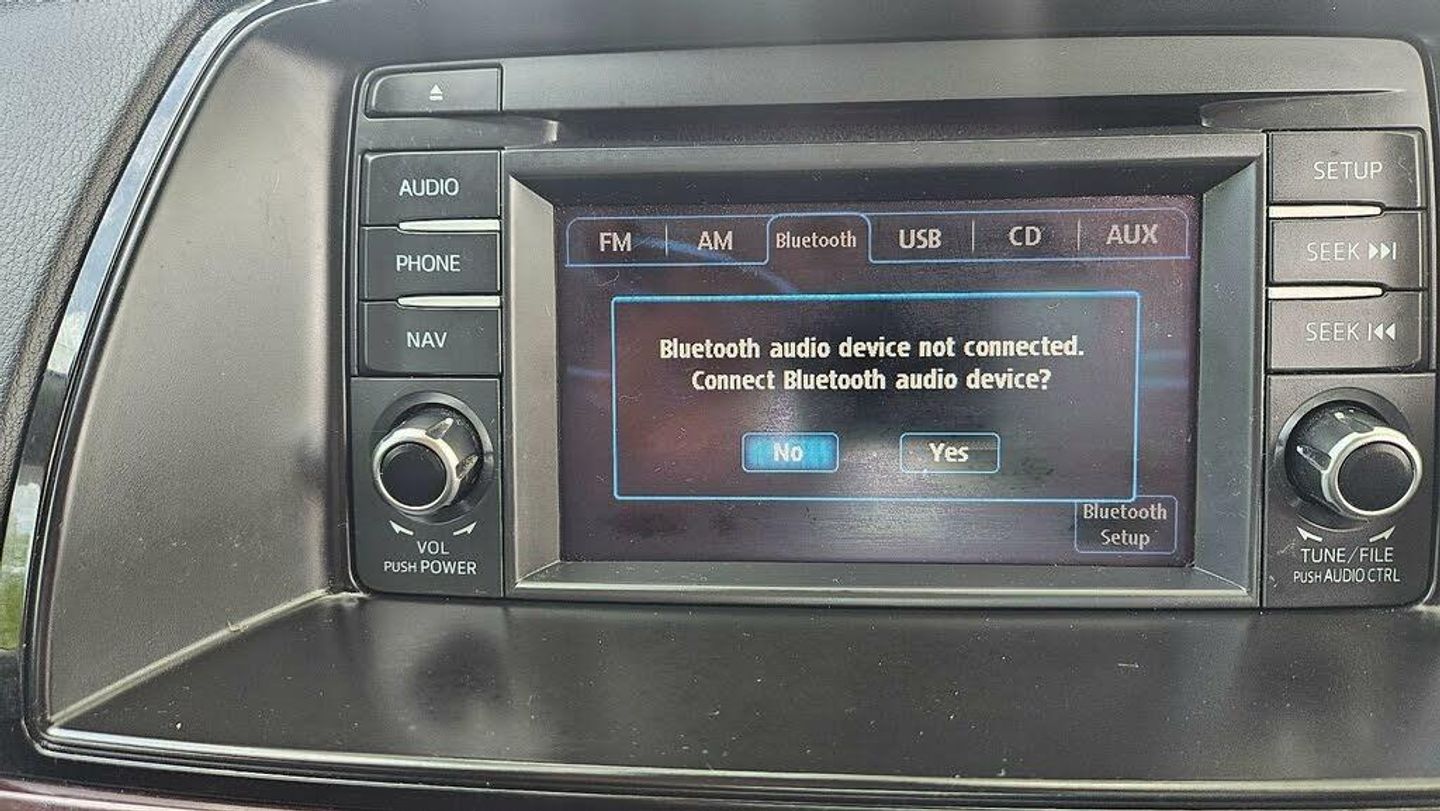 AUDIO
PHONE
NAV
VOL
PUSH POWER
FM AM Bluetooth USB CD AUX
Bluetooth audio device not connected.
Connect Bluetooth audio device?
No Yes
Bluetooth
Setup
SETUP
SEEK
SEEK
TUNE/FILE
PUSH AUDIO CTRL